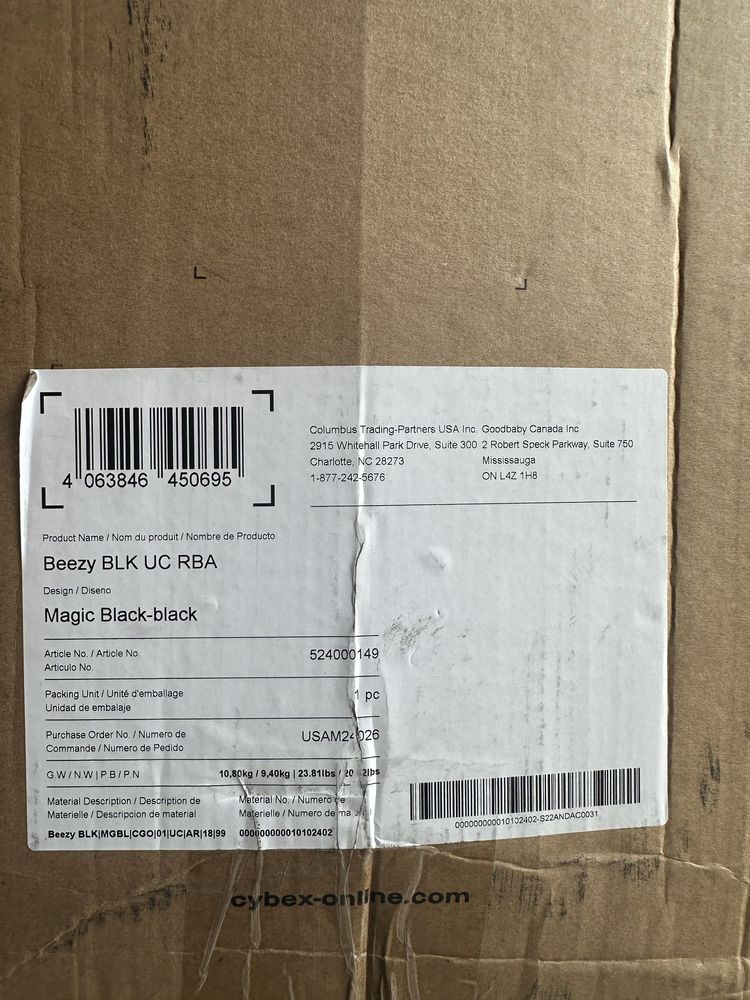 4 063846 450695
Columbus Trading-Partners USA Inc. Goodbaby Canada Inc.
2915 Whitehall Park Drive, Suite 300 2 Robert Speck Parkway, Suite 750
Charlotte, NC 28273 Mississauga
1-877-242-5676 ON L4Z 1H8
Product Name / Nom du produit / Nombre de Producto
Beezy BLK UC RBA
Design / Diseno
Magic Black-black
Article No. / Article No. 524000149
Articulo No.
Packing Unit / Unité d'emballage 1 pc
Unidad de embalaje
Purchase Order No. / Numero de
Commande / Numero de Pedido
G.W / N.W | P.B / P.N 10,80kg / 9,40kg | 23.81lbs /
Material Description / Description de Material No. / Numero de
Materielle / Descripcion de material Materielle / Numero de
Beezy BLK|MGBL|CGO|01|UC|AR|18|99 000000000010102402
000000000010102402-S22ANDAC0031
cybex-online.com